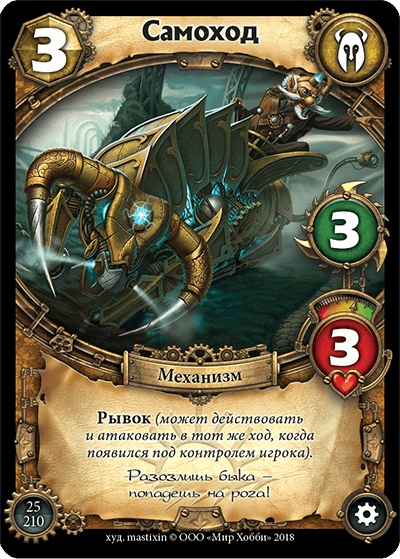 3
Самоход
3
3
Механизм
Рывок (может действовать
и атаковать в тот же ход, когда
появился под контролем игрока).
Разозлишь быка –
попадёшь на рога!
25
210
худ. mastixin © ООО «Мир Хобби» 2018